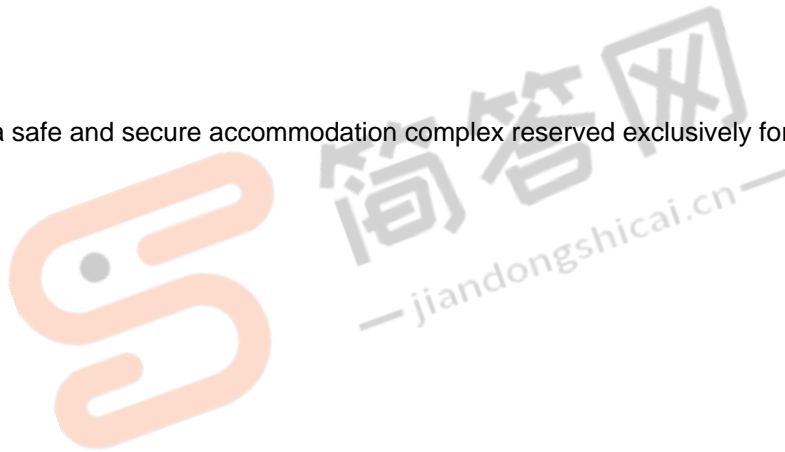 a safe and secure accommodation complex reserved exclusively for
简答网
jiandongshicai.cn